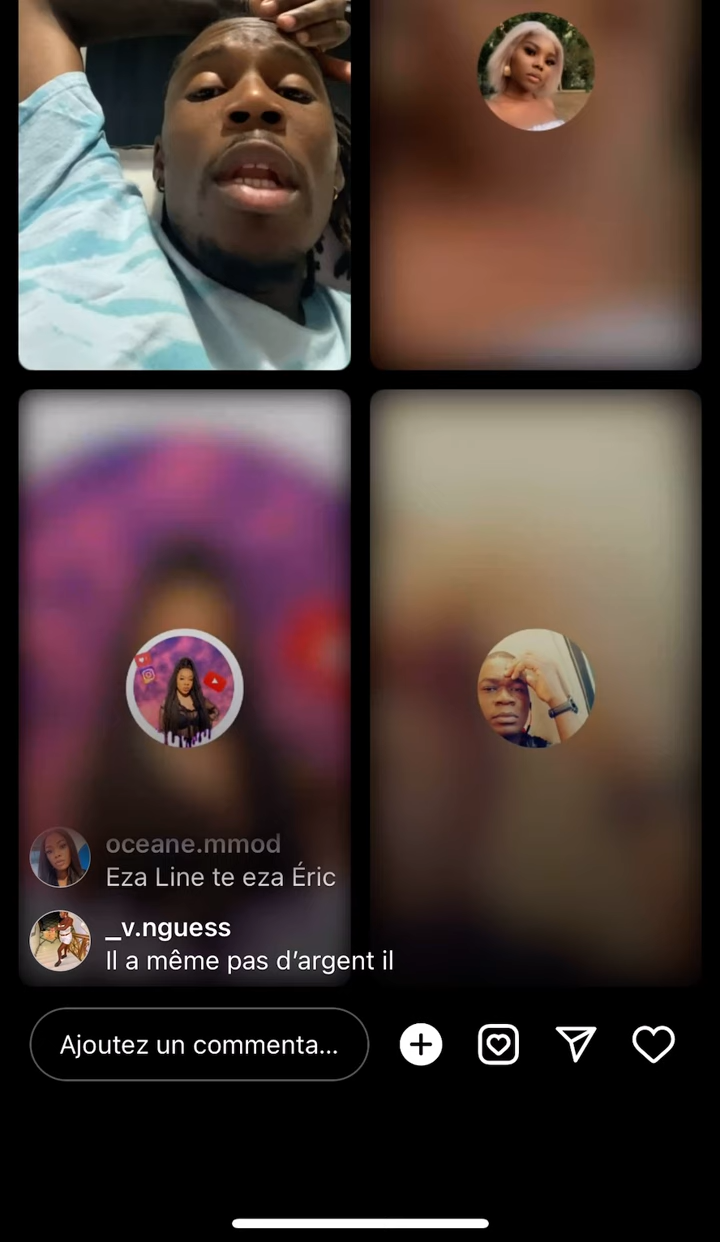 oceane.mmod
Eza Line te eza Éric
_v.nguess
Il a même pas d’argent il
Ajoutez un commenta...